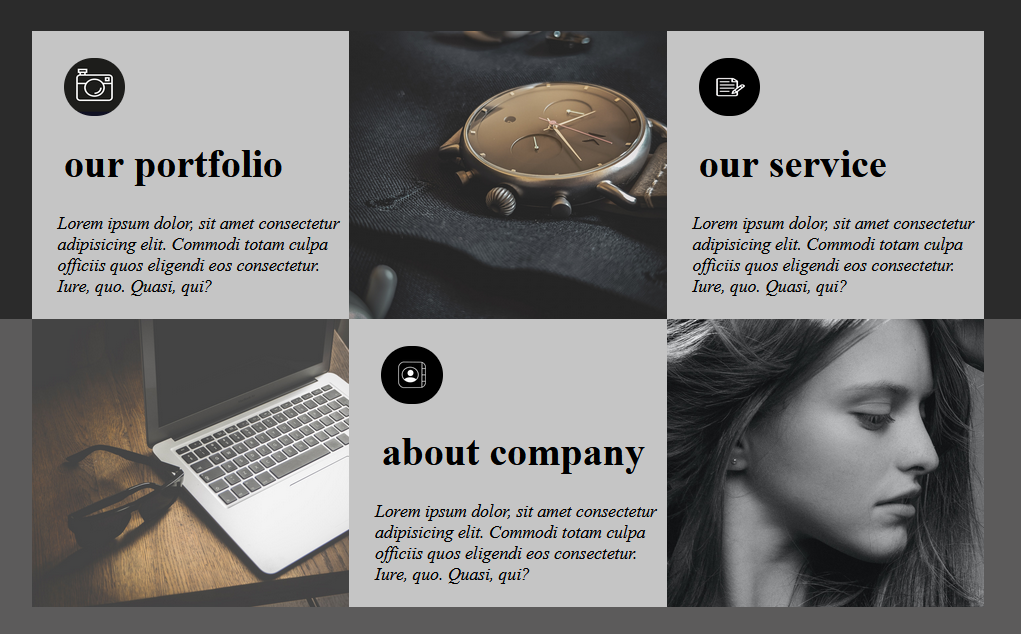 our portfolio
Lorem ipsum dolor, sit amet consectetur
adipisicing elit. Commodi totam culpa
officiis quos eligendi eos consectetur.
Iure, quo. Quasi, qui?
our service
Lorem ipsum dolor, sit amet consectetur
adipisicing elit. Commodi totam culpa
officiis quos eligendi eos consectetur.
Iure, quo. Quasi, qui?
about company
Lorem ipsum dolor, sit amet consectetur
adipisicing elit. Commodi totam culpa
officiis quos eligendi eos consectetur.
Iure, quo. Quasi, qui?